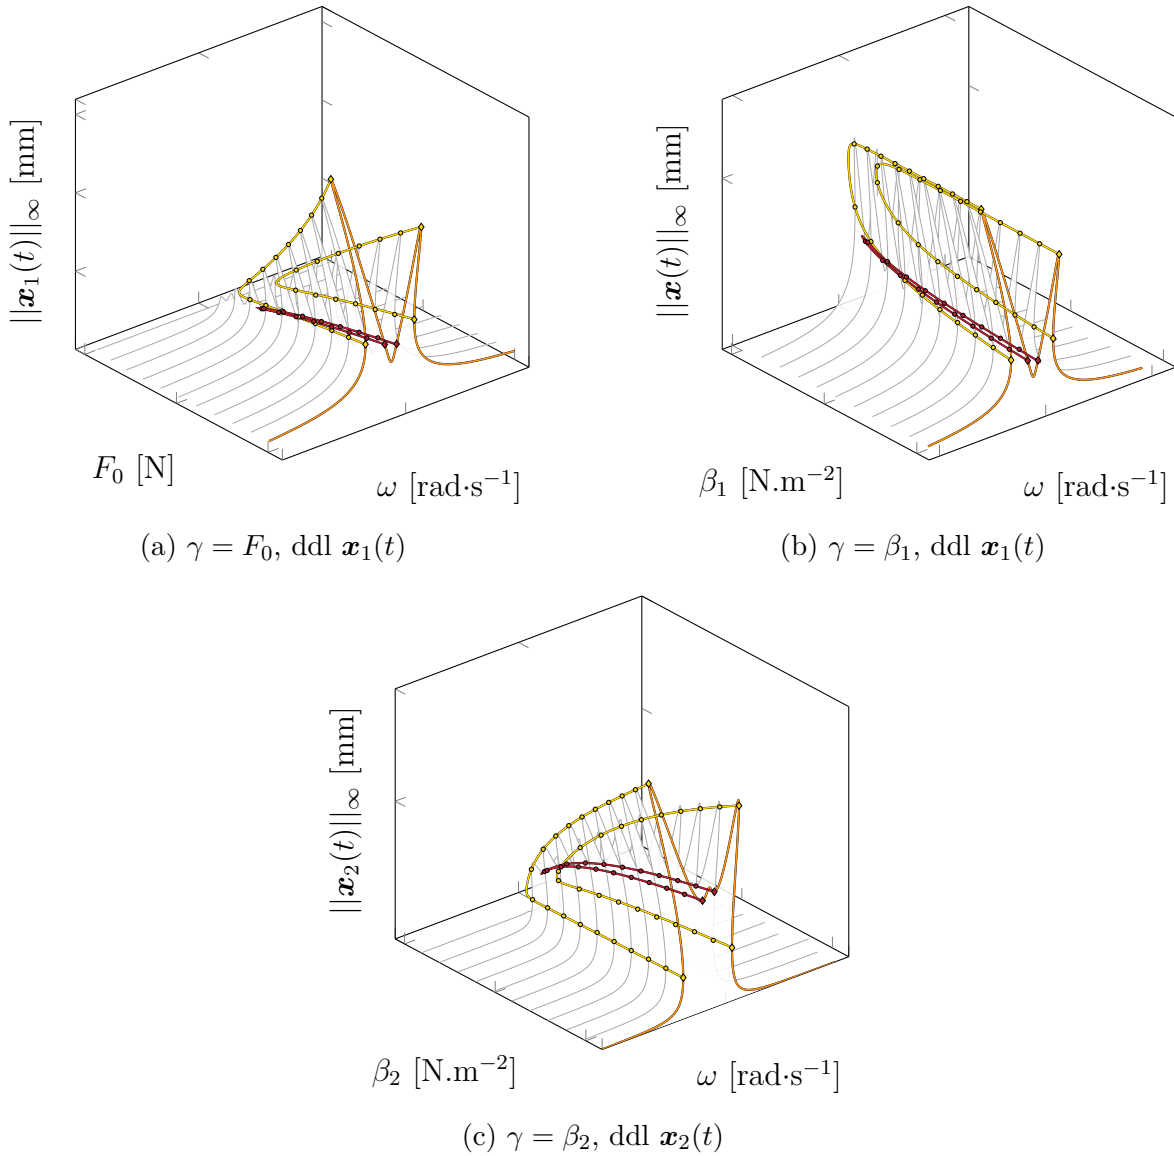 ||𝒙₁(t)||∞ [mm]
F₀ [N]
ω [rad·s⁻¹]
(a) γ = F₀, ddl 𝒙₁(t)
||𝒙(t)||∞ [mm]
β₁ [N.m⁻²]
ω [rad·s⁻¹]
(b) γ = β₁, ddl 𝒙₁(t)
||𝒙₂(t)||∞ [mm]
β₂ [N.m⁻²]
ω [rad·s⁻¹]
(c) γ = β₂, ddl 𝒙₂(t)